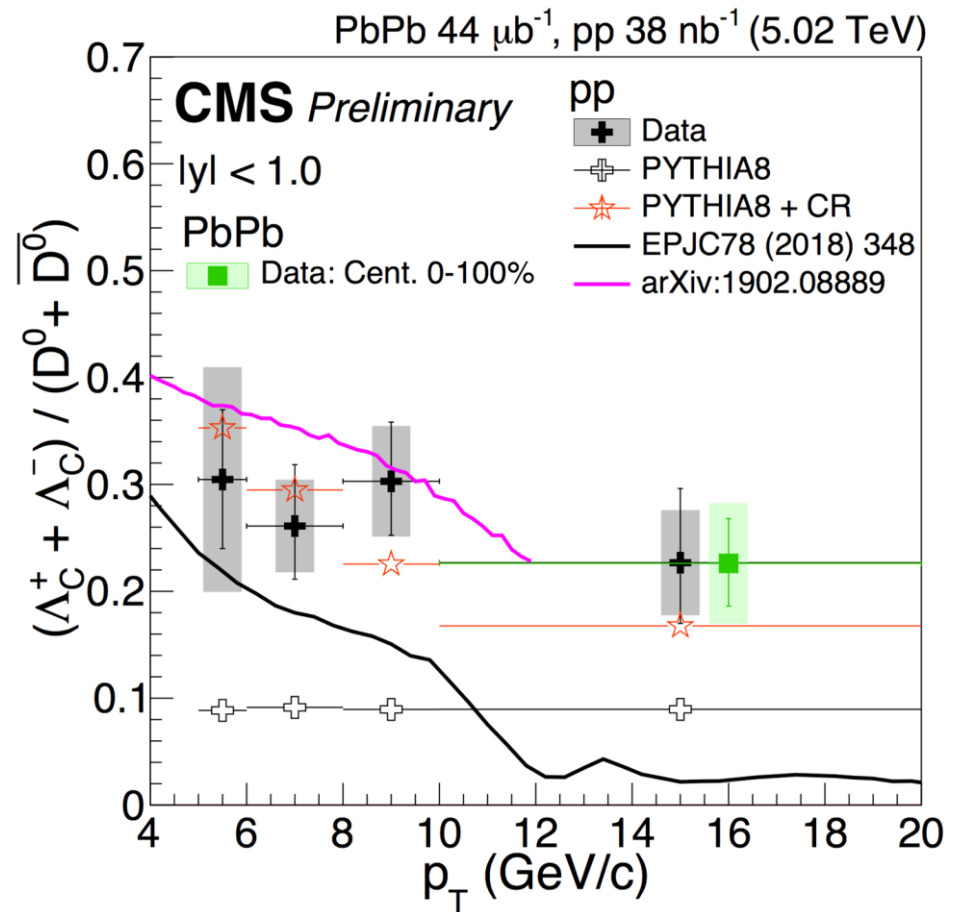 PbPb 44 μb⁻¹, pp 38 nb⁻¹ (5.02 TeV)
CMS Preliminary
|y| < 1.0
PbPb
Data: Cent. 0-100%
pp
Data
PYTHIA8
PYTHIA8 + CR
EPJC78 (2018) 348
arXiv:1902.08889
(Λ_C⁺ + Λ_C⁻) / (D⁰ + D̅⁰)
0.7
0.6
0.5
0.4
0.3
0.2
0.1
0
4 6 8 10 12 14 16 18 20
p_T (GeV/c)